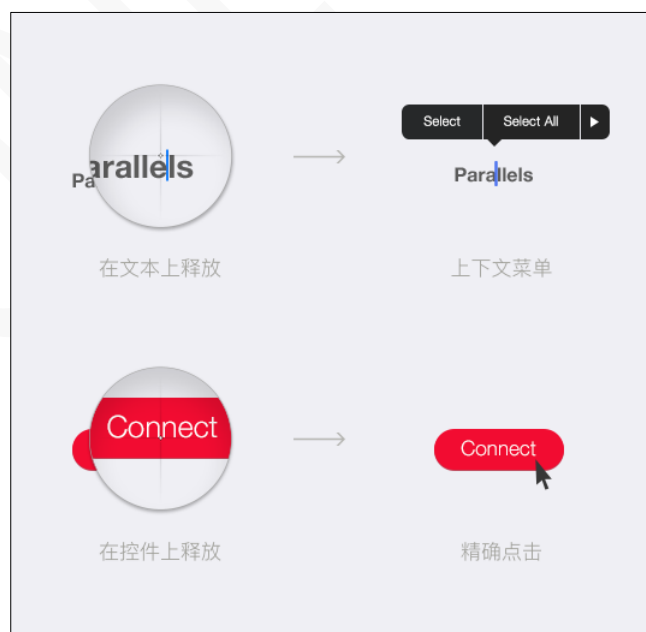 Select
Select All
Pa
arallels
Parallels
在文本上释放
上下文菜单
Connect
Connect
在控件上释放
精确点击